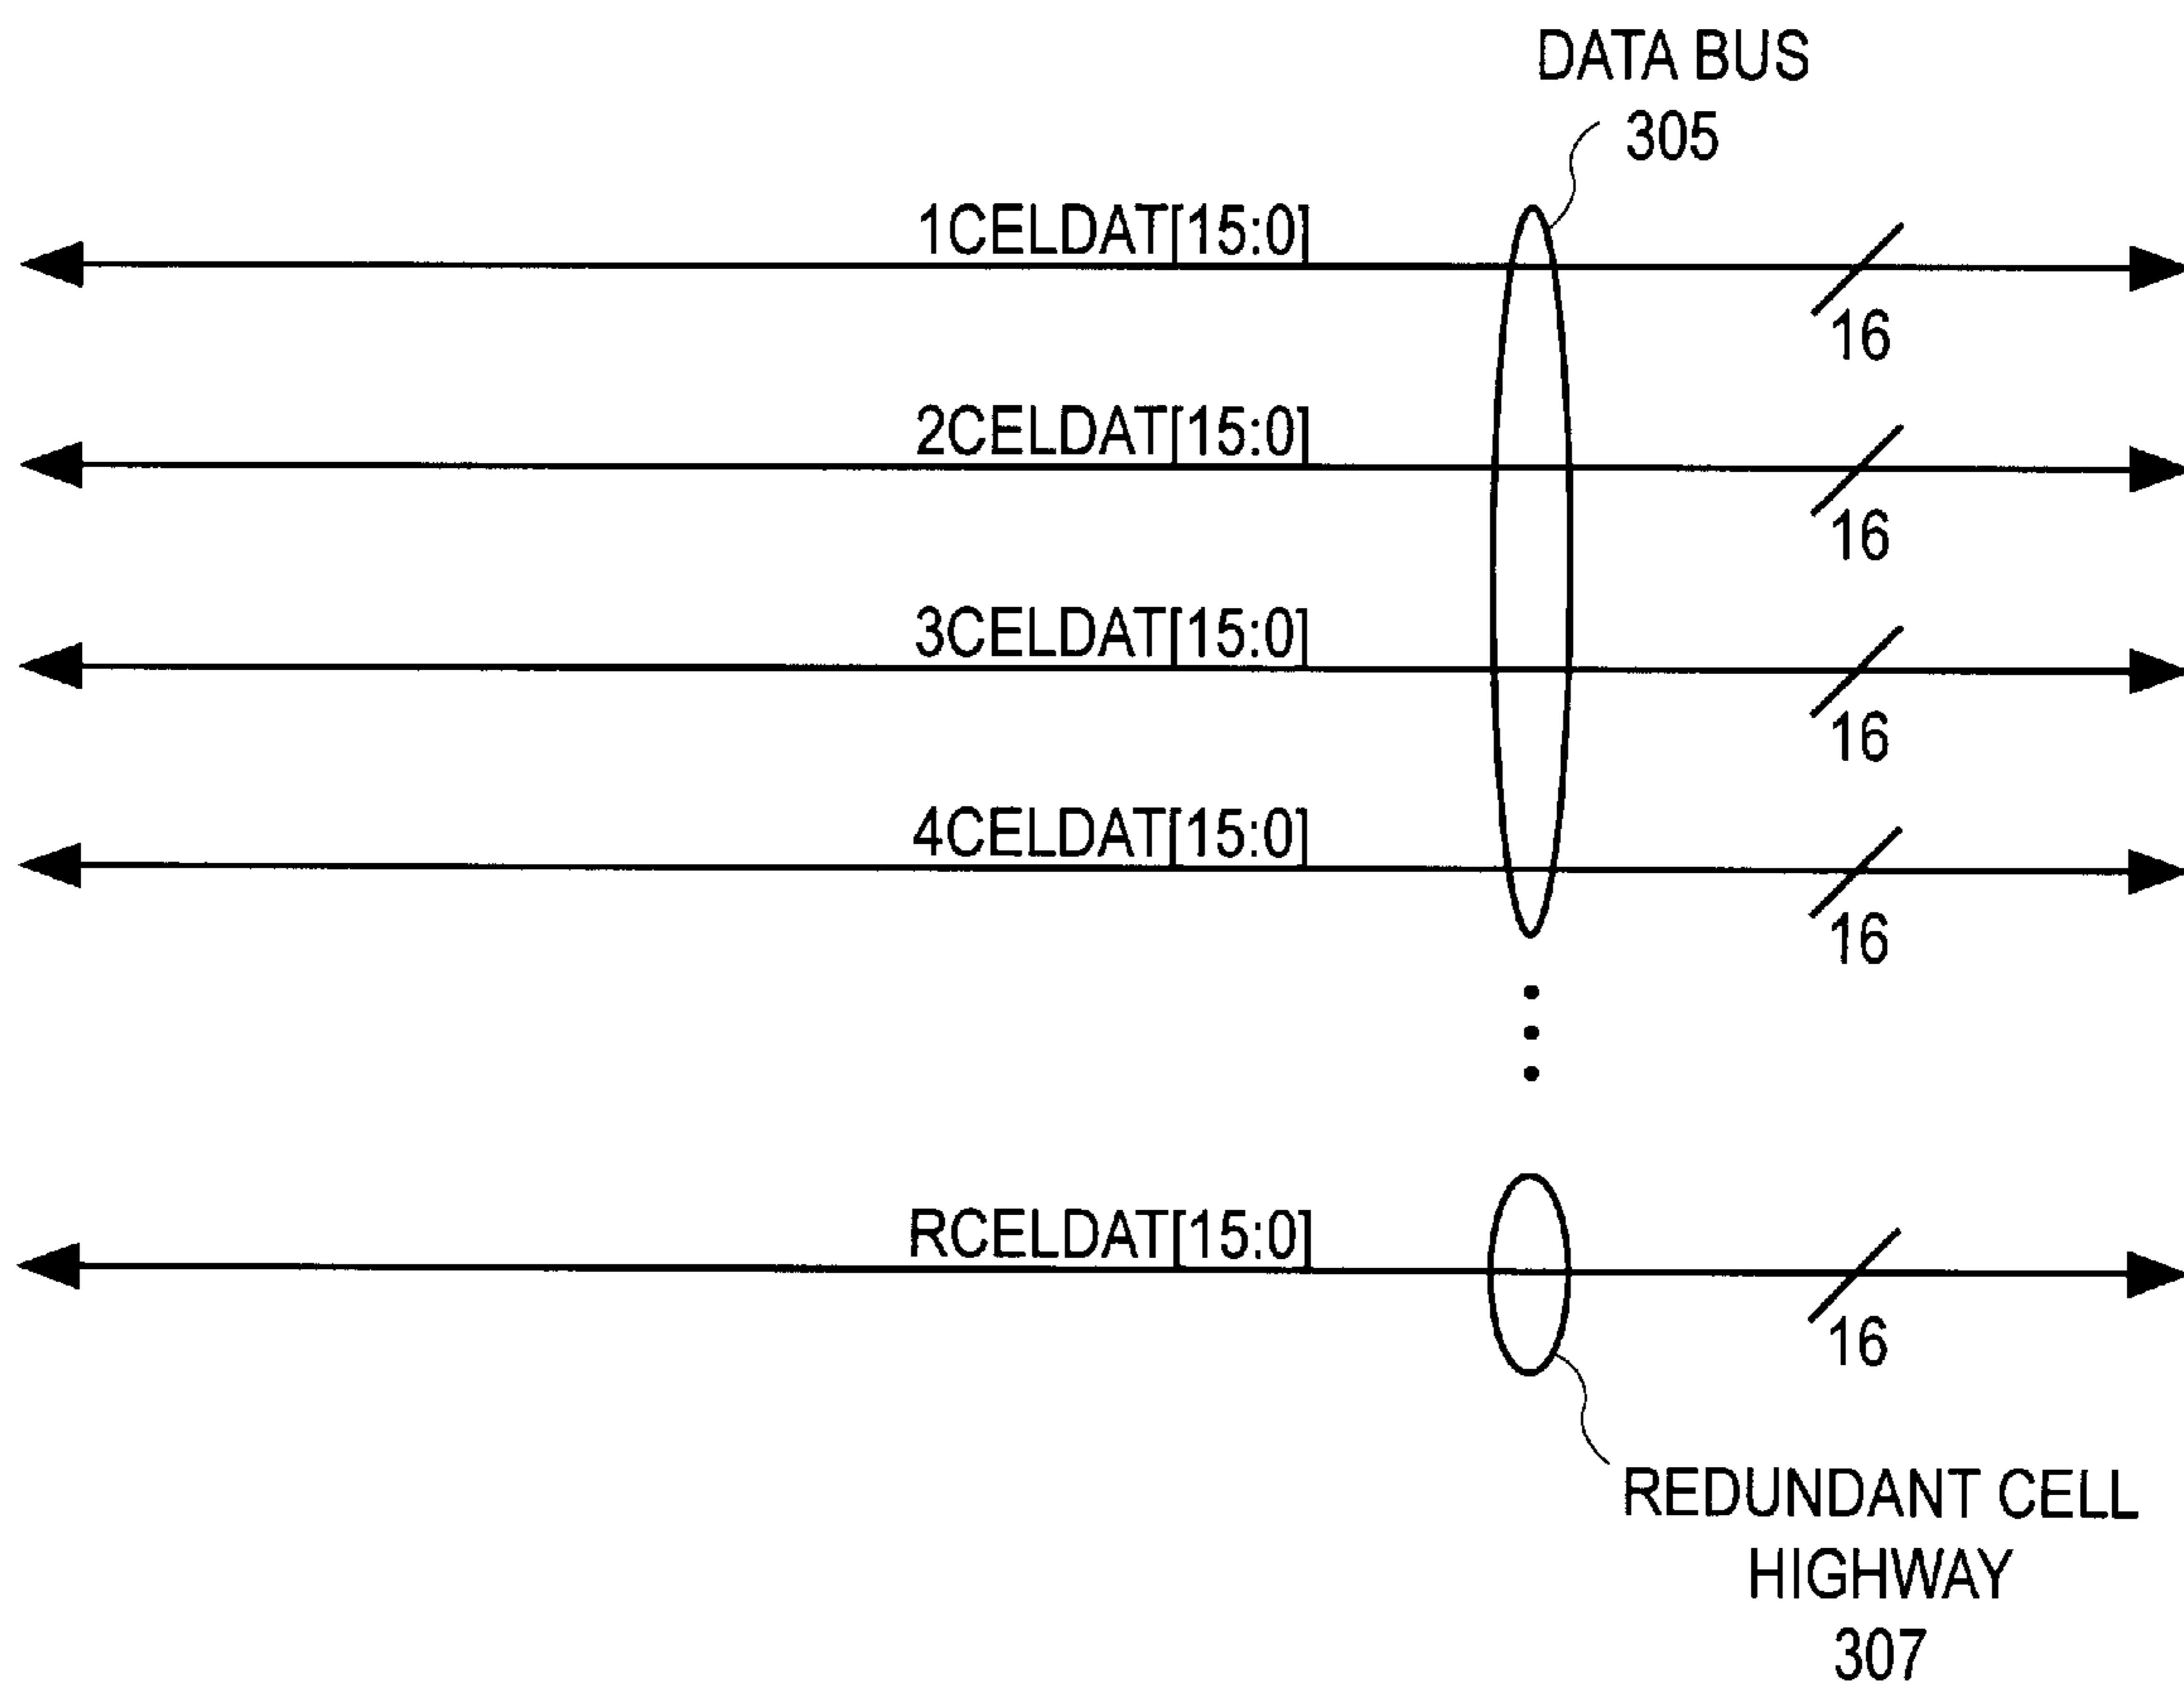 DATA BUS
305
1CELDAT[15:0]
16
2CELDAT[15:0]
16
3CELDAT[15:0]
16
4CELDAT[15:0]
16
RCELDAT[15:0]
16
REDUNDANT CELL
HIGHWAY
307